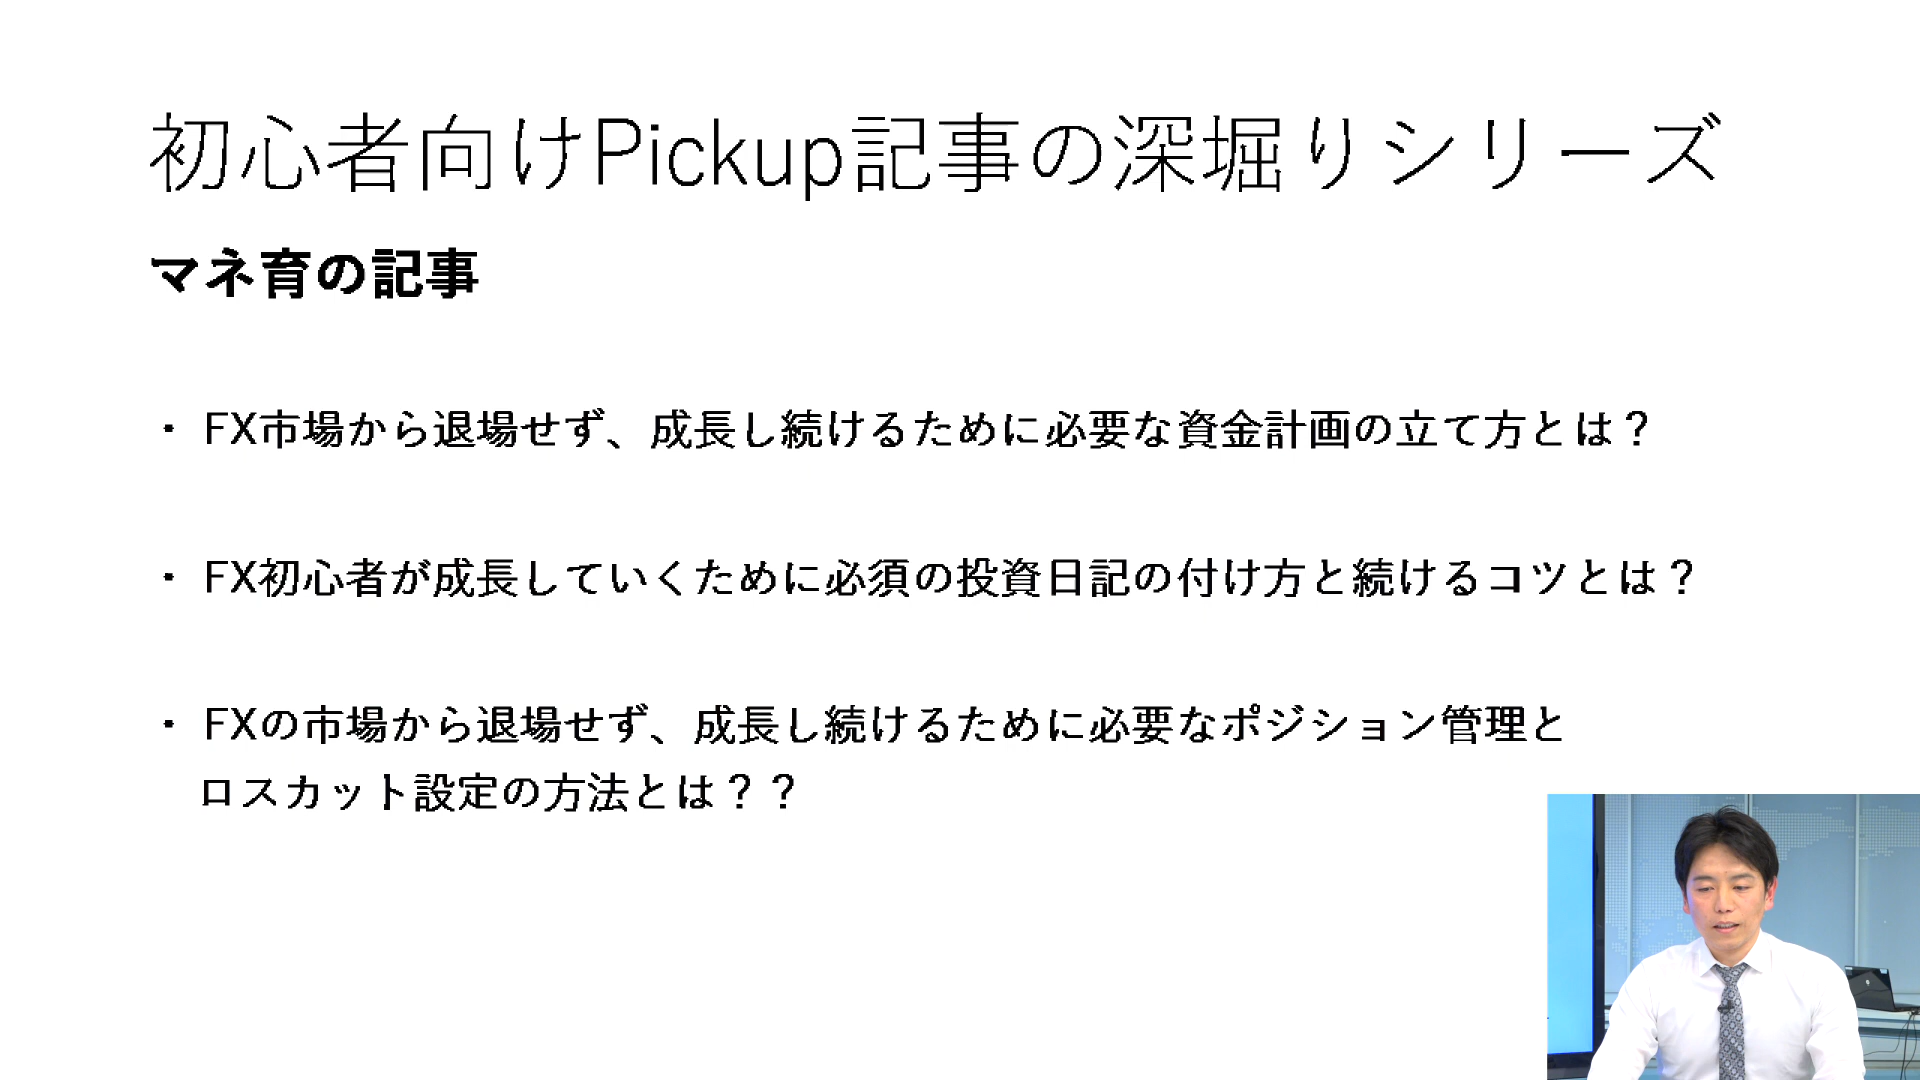 初心者向けPickup記事の深堀りシリーズ
マネ育の記事
・ FX市場から退場せず、成長し続けるために必要な資金計画の立て方とは？
・ FX初心者が成長していくために必須の投資日記の付け方と続けるコツとは？
・ FXの市場から退場せず、成長し続けるために必要なポジション管理と
ロスカット設定の方法とは？？